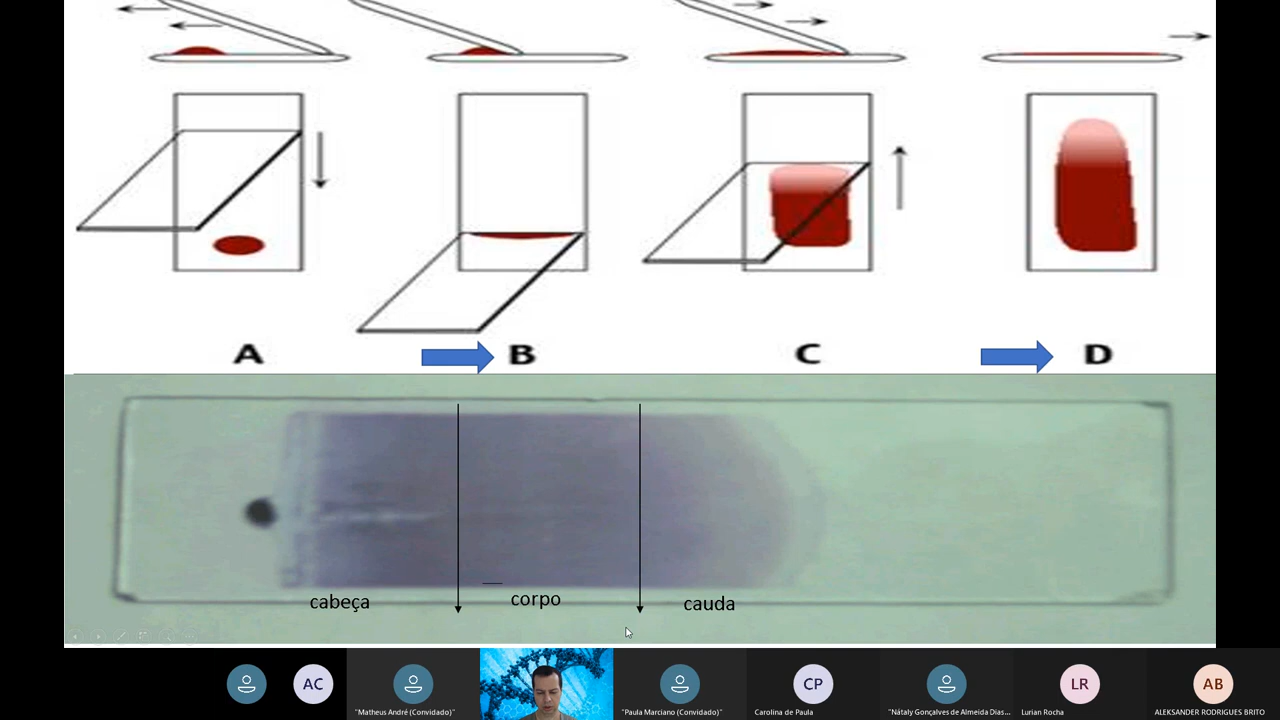 A
B
C
D
cabeça
corpo
cauda
AC
CP
LR
AB
"Matheus André (Convidado)"
"Paula Marciano (Convidado)"
Carolina de Paula
"Nátaly Gonçalves de Almeida Dias...
Lurian Rocha
ALEKSANDER RODRIGUES BRITO